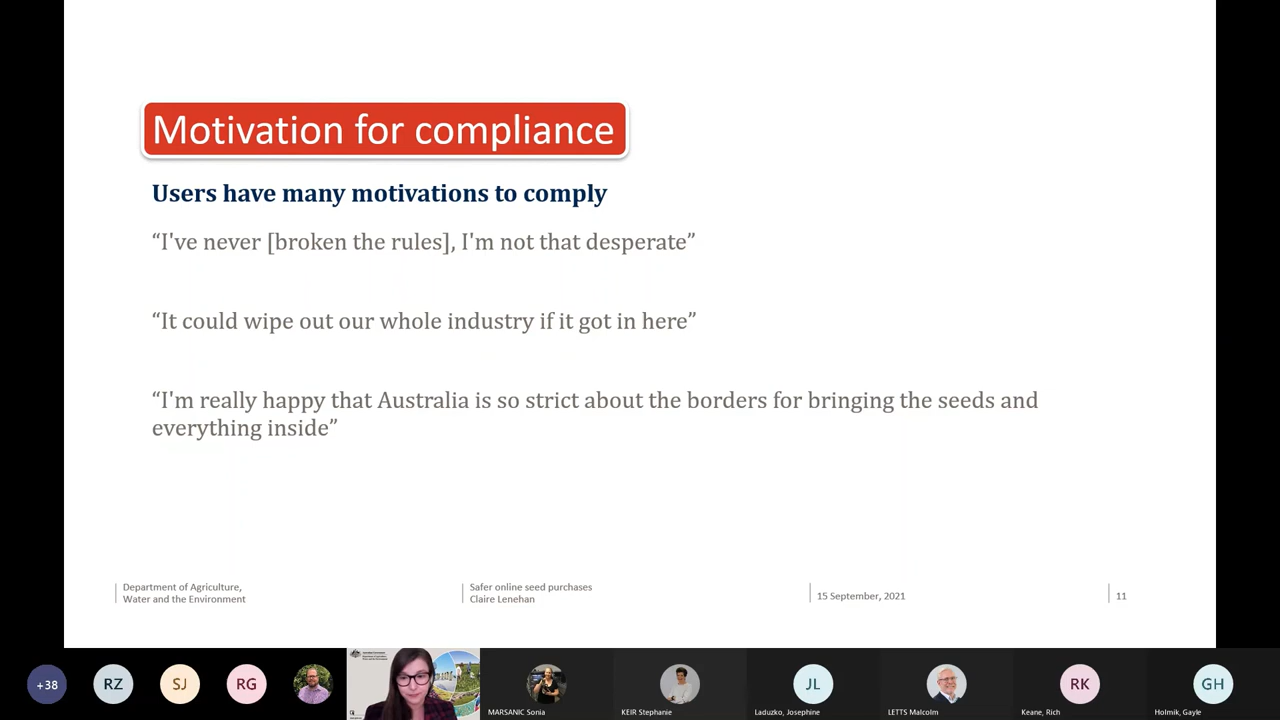 Motivation for compliance
Users have many motivations to comply
“I've never [broken the rules], I'm not that desperate”
“It could wipe out our whole industry if it got in here”
“I'm really happy that Australia is so strict about the borders for bringing the seeds and
everything inside”
Department of Agriculture,
Water and the Environment
Safer online seed purchases
Claire Lenehan
15 September, 2021
11
+38
RZ
SJ
RG
JL
RK
GH
MARSANIC Sonia
KEIR Stephanie
Laduzko, Josephine
LETTS Malcolm
Keane, Rich
Holmik, Gayle